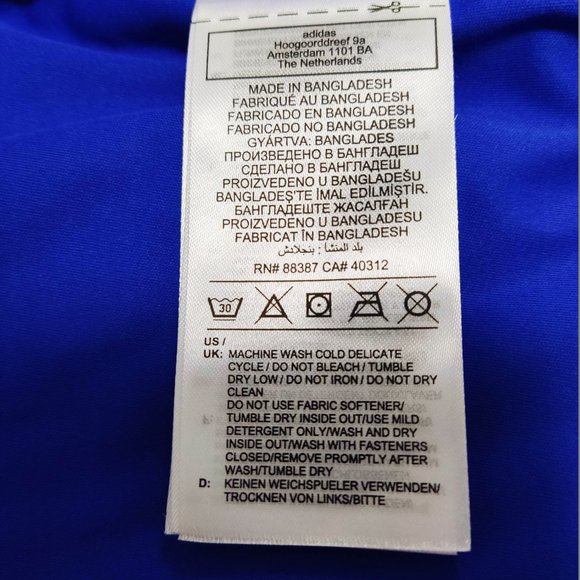 adidas
Hoogoorddreef 9a
Amsterdam 1101 BA
The Netherlands
MADE IN BANGLADESH
FABRIQUÉ AU BANGLADESH
FABRICADO EN BANGLADESH
FABRICADO NO BANGLADESH
GYÁRTVA: BANGLADES
ПРОИЗВЕДЕНО В БАНГЛАДЕШ
СДЕЛАНО В БАНГЛАДЕШ
PROIZVEDENO U BANGLADEŠU
BANGLADEŞ'TE İMAL EDİLMİŞTİR.
БАНГЛАДЕШТЕ ЖАСАЛҒАН
PROIZVEDENO U BANGLADEŠU
FABRICAT ÎN BANGLADESH
بلد المنشأ: بنجلادش
RN# 88387 CA# 40312
30
US /
UK: MACHINE WASH COLD DELICATE
CYCLE / DO NOT BLEACH / TUMBLE
DRY LOW / DO NOT IRON / DO NOT DRY
CLEAN
DO NOT USE FABRIC SOFTENER/
TUMBLE DRY INSIDE OUT/USE MILD
DETERGENT ONLY/WASH AND DRY
INSIDE OUT/WASH WITH FASTENERS
CLOSED/REMOVE PROMPTLY AFTER
WASH/TUMBLE DRY
D: KEINEN WEICHSPUELER VERWENDEN/
TROCKNEN VON LINKS/BITTE